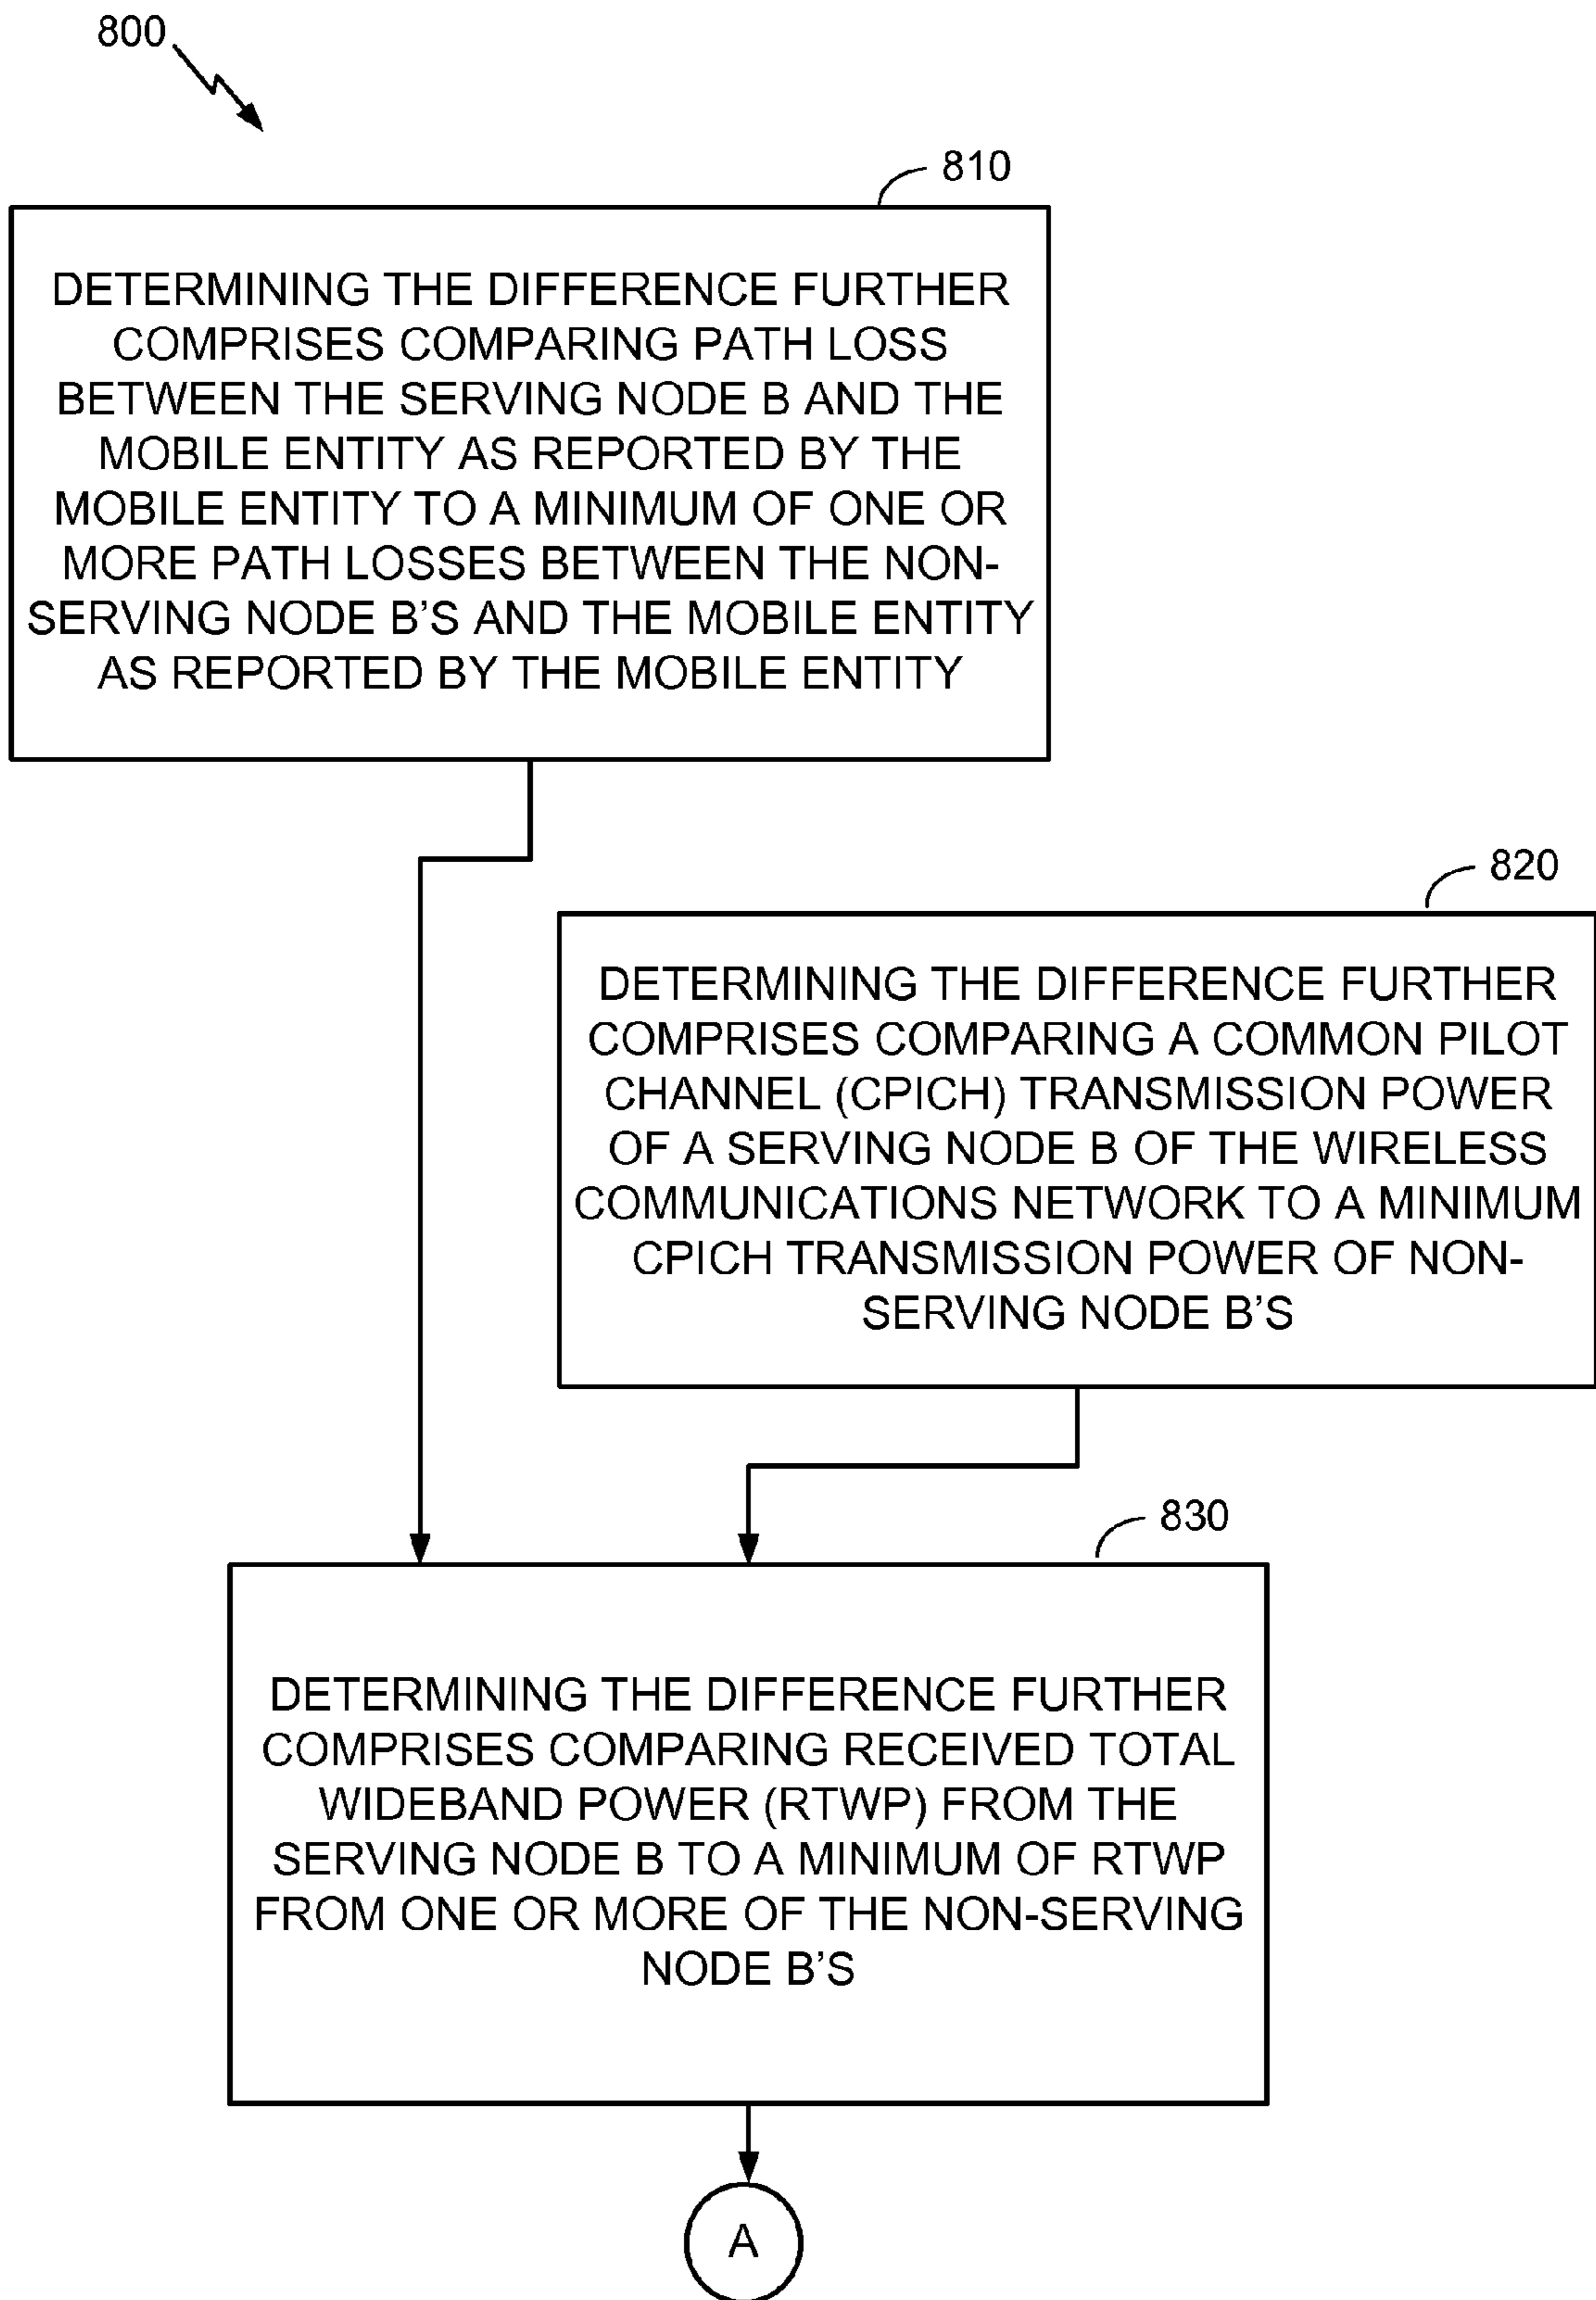 800
810
DETERMINING THE DIFFERENCE FURTHER
COMPRISES COMPARING PATH LOSS
BETWEEN THE SERVING NODE B AND THE
MOBILE ENTITY AS REPORTED BY THE
MOBILE ENTITY TO A MINIMUM OF ONE OR
MORE PATH LOSSES BETWEEN THE NON-
SERVING NODE B’S AND THE MOBILE ENTITY
AS REPORTED BY THE MOBILE ENTITY
820
DETERMINING THE DIFFERENCE FURTHER
COMPRISES COMPARING A COMMON PILOT
CHANNEL (CPICH) TRANSMISSION POWER
OF A SERVING NODE B OF THE WIRELESS
COMMUNICATIONS NETWORK TO A MINIMUM
CPICH TRANSMISSION POWER OF NON-
SERVING NODE B’S
830
DETERMINING THE DIFFERENCE FURTHER
COMPRISES COMPARING RECEIVED TOTAL
WIDEBAND POWER (RTWP) FROM THE
SERVING NODE B TO A MINIMUM OF RTWP
FROM ONE OR MORE OF THE NON-SERVING
NODE B’S
A